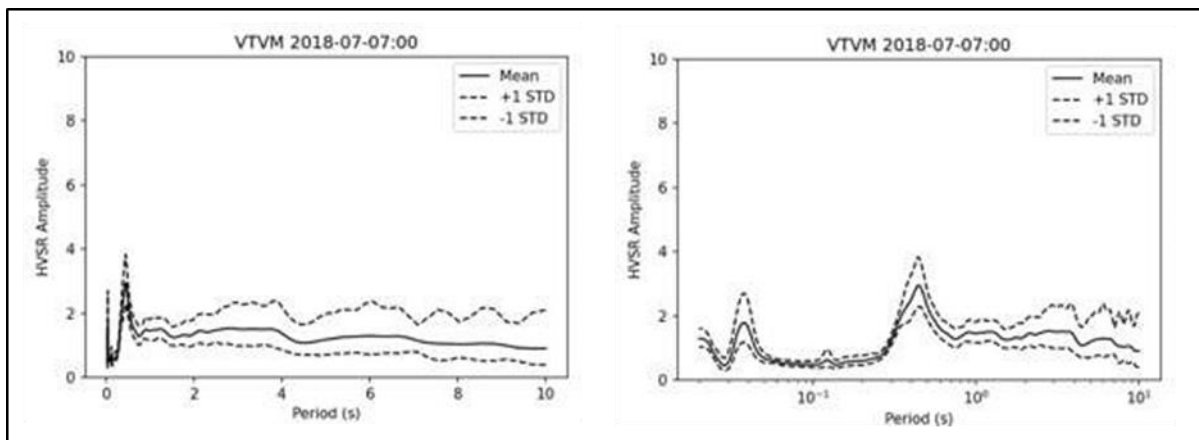 VTVM 2018-07-07:00
10
8
6
4
2
0
HVSR Amplitude
Mean
+1 STD
-1 STD
0 2 4 6 8 10
Period (s)
VTVM 2018-07-07:00
10
8
6
4
2
0
HVSR Amplitude
Mean
+1 STD
-1 STD
10⁻¹ 10⁰ 10¹
Period (s)